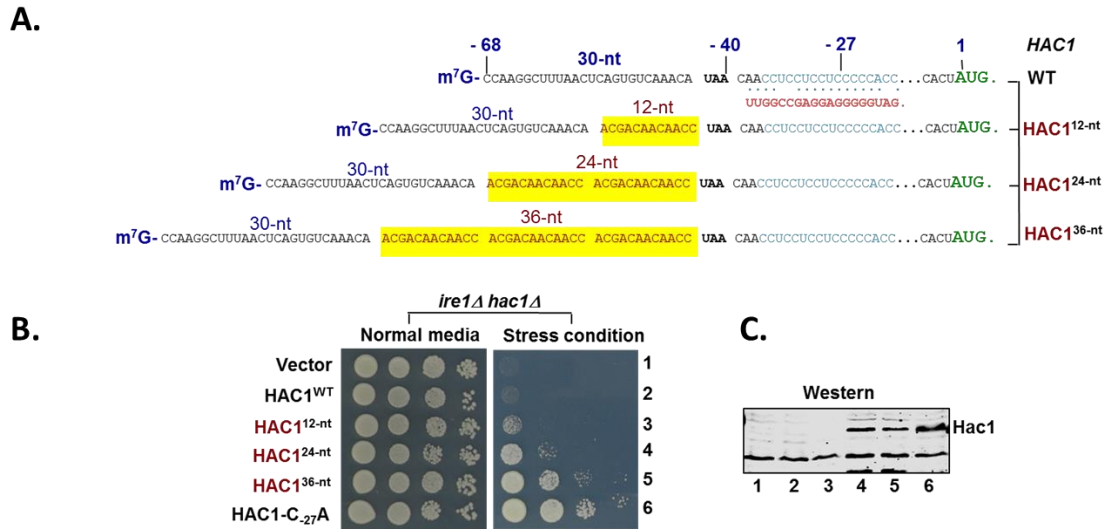 A.
- 68 30-nt - 40 - 27 1 HAC1
m⁷G- CCAAGGCUUUAACUCAGUGUCAAACA UAA CAACCUCCUCCUCCCCCACC...CACUAUG. WT
UUGGCCGAGGAGGGGGUAG.
30-nt 12-nt
m⁷G-CCAAGGCUUUAACUCAGUGUCAAACA ACGACAACAACC UAA CAACCUCCUCCUCCCCCACC...CACUAUG. HAC1¹²⁻ⁿᵗ
30-nt 24-nt
m⁷G-CCAAGGCUUUAACUCAGUGUCAAACA ACGACAACAACC ACGACAACAACC UAA CAACCUCCUCCUCCCCCACC...CACUAUG. HAC1²⁴⁻ⁿᵗ
30-nt 36-nt
m⁷G- CCAAGGCUUUAACUCAGUGUCAAACA ACGACAACAACC ACGACAACAACC ACGACAACAACC UAA CAACCUCCUCCUCCCCCACC...CACUAUG. HAC1³⁶⁻ⁿᵗ
B.
ire1Δ hac1Δ
Normal media Stress condition
Vector 1
HAC1ᵂᵀ 2
HAC1¹²⁻ⁿᵗ 3
HAC1²⁴⁻ⁿᵗ 4
HAC1³⁶⁻ⁿᵗ 5
HAC1-C₋₂₇A 6
C.
Western
Hac1
1 2 3 4 5 6